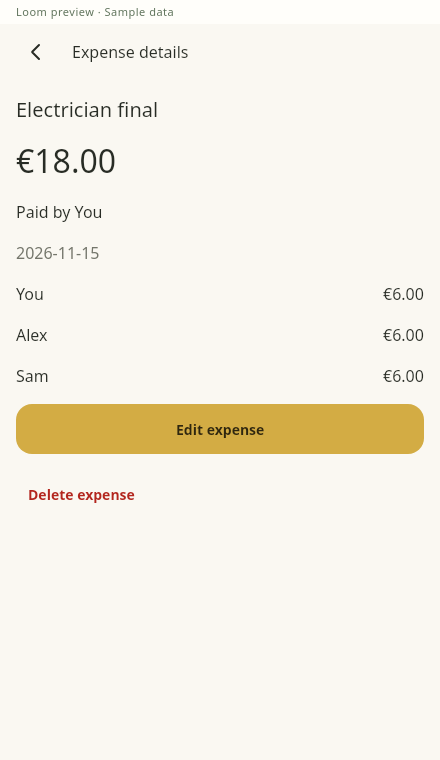 Loom preview · Sample data
Expense details
Electrician final
€18.00
Paid by You
2026-11-15
You €6.00
Alex €6.00
Sam €6.00
Edit expense
Delete expense